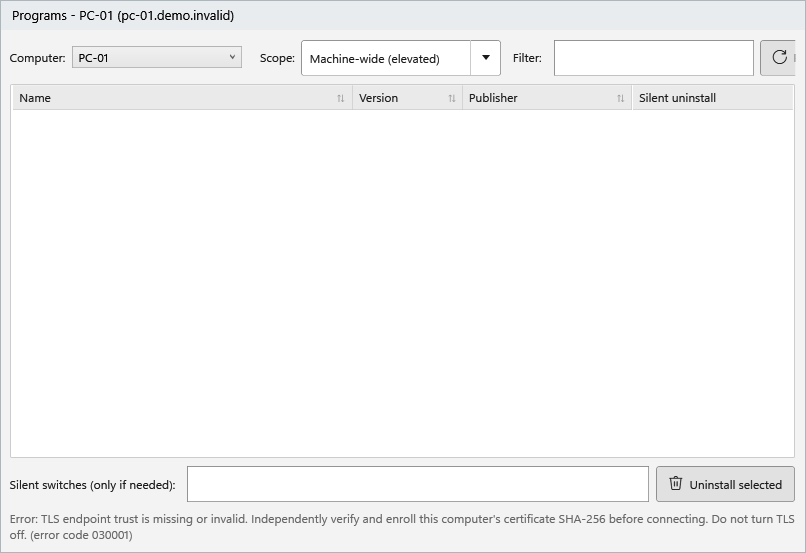 Programs - PC-01 (pc-01.demo.invalid)
Computer: PC-01 Scope: Machine-wide (elevated) Filter:
Name Version Publisher Silent uninstall
Silent switches (only if needed): Uninstall selected
Error: TLS endpoint trust is missing or invalid. Independently verify and enroll this computer's certificate SHA-256 before connecting. Do not turn TLS
off. (error code 030001)